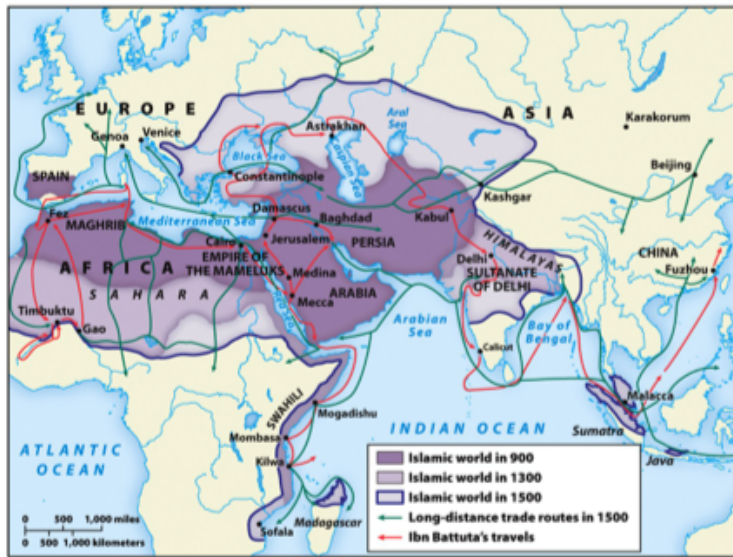 EUROPE
ASIA
Karakorum
Aral
Sea
Astrakhan
Genoa
Venice
Black Sea
Caspian Sea
Beijing
SPAIN
Constantinople
Kashgar
Fez
Mediterranean Sea
Damascus
Baghdad
Kabul
MAGHRIB
Cairo
Jerusalem
PERSIA
HIMALAYAS
CHINA
AFRICA
EMPIRE OF
THE MAMELUKS
Medina
Delhi
SULTANATE
OF DELHI
Fuzhou
SAHARA
Mecca
ARABIA
Red Sea
Timbuktu
Gao
Arabian
Sea
Bay of
Bengal
Calicut
SWAHILI
Mogadishu
Malacca
INDIAN OCEAN
Mombasa
Sumatra
ATLANTIC
OCEAN
Kilwa
Java
Madagascar
Sofala
Islamic world in 900
Islamic world in 1300
Islamic world in 1500
Long-distance trade routes in 1500
Ibn Battuta's travels
0 500 1,000 miles
0 500 1,000 kilometers